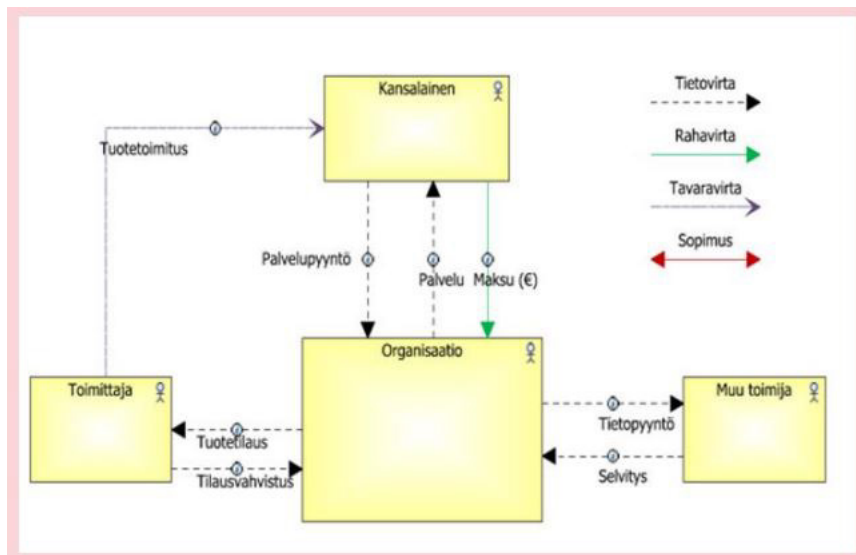 Kansalainen
Tietovirta
Rahavirta
Tuotetoimitus
Tavaravirta
Sopimus
Palvelupyyntö
Palvelu
Maksu (€)
Organisaatio
Toimittaja
Muu toimija
Tuotetilaus
Tietopyyntö
Tilausvahvistus
Selvitys